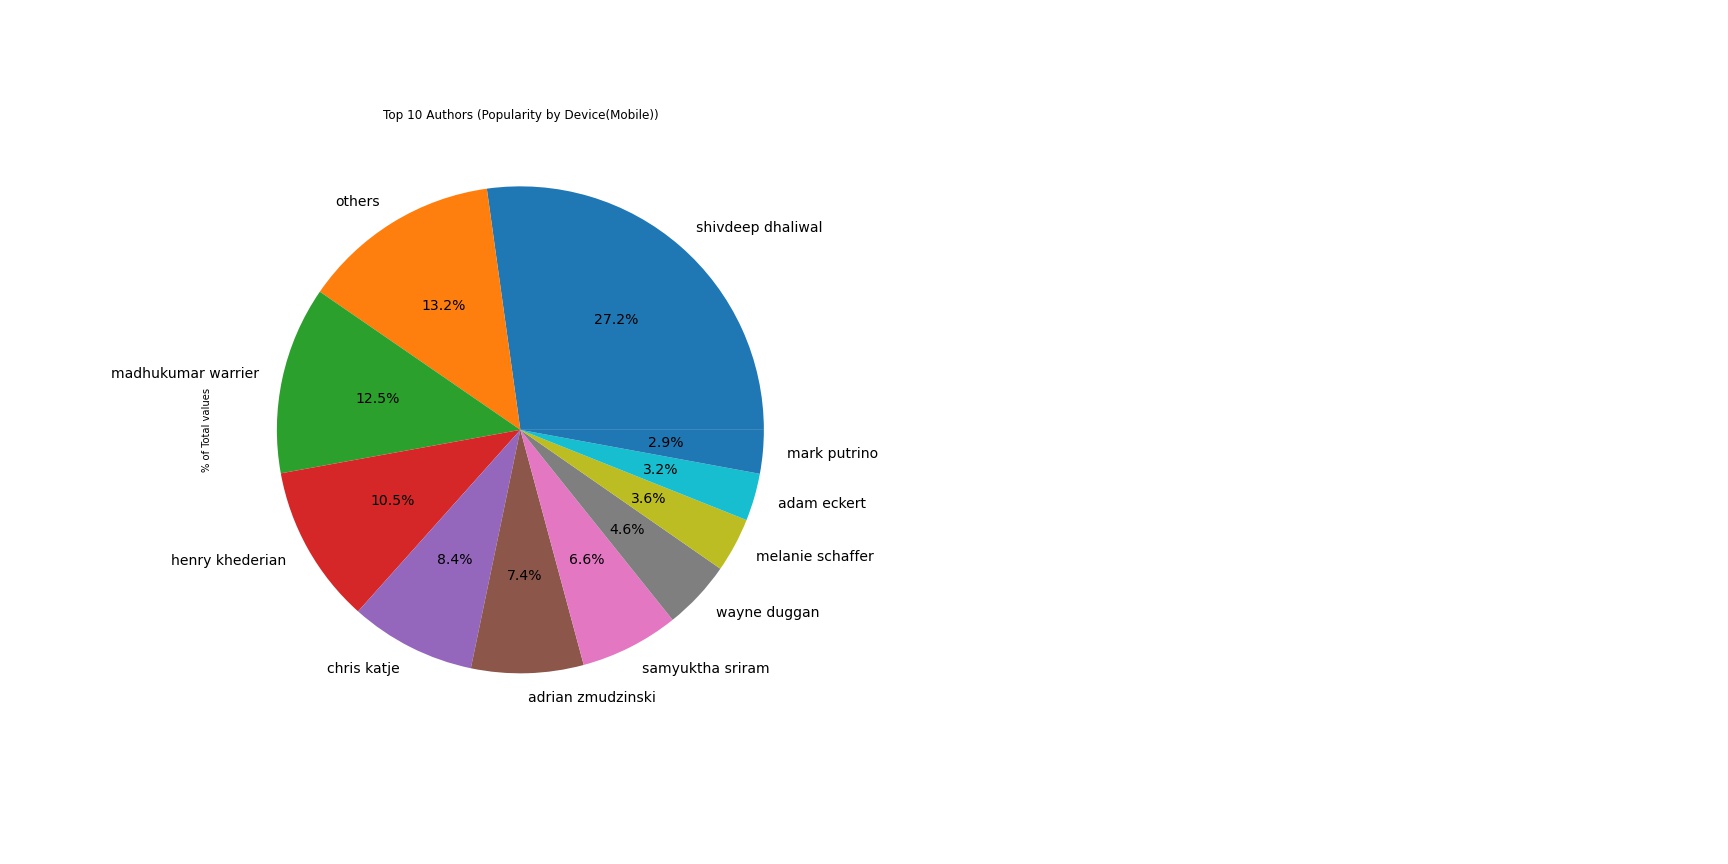 Top 10 Authors (Popularity by Device(Mobile))
others
shivdeep dhaliwal
13.2%
27.2%
madhukumar warrier
12.5%
% of Total values
2.9%
mark putrino
3.2%
adam eckert
10.5%
3.6%
4.6%
melanie schaffer
henry khederian
8.4%
7.4%
6.6%
wayne duggan
chris katje
samyuktha sriram
adrian zmudzinski